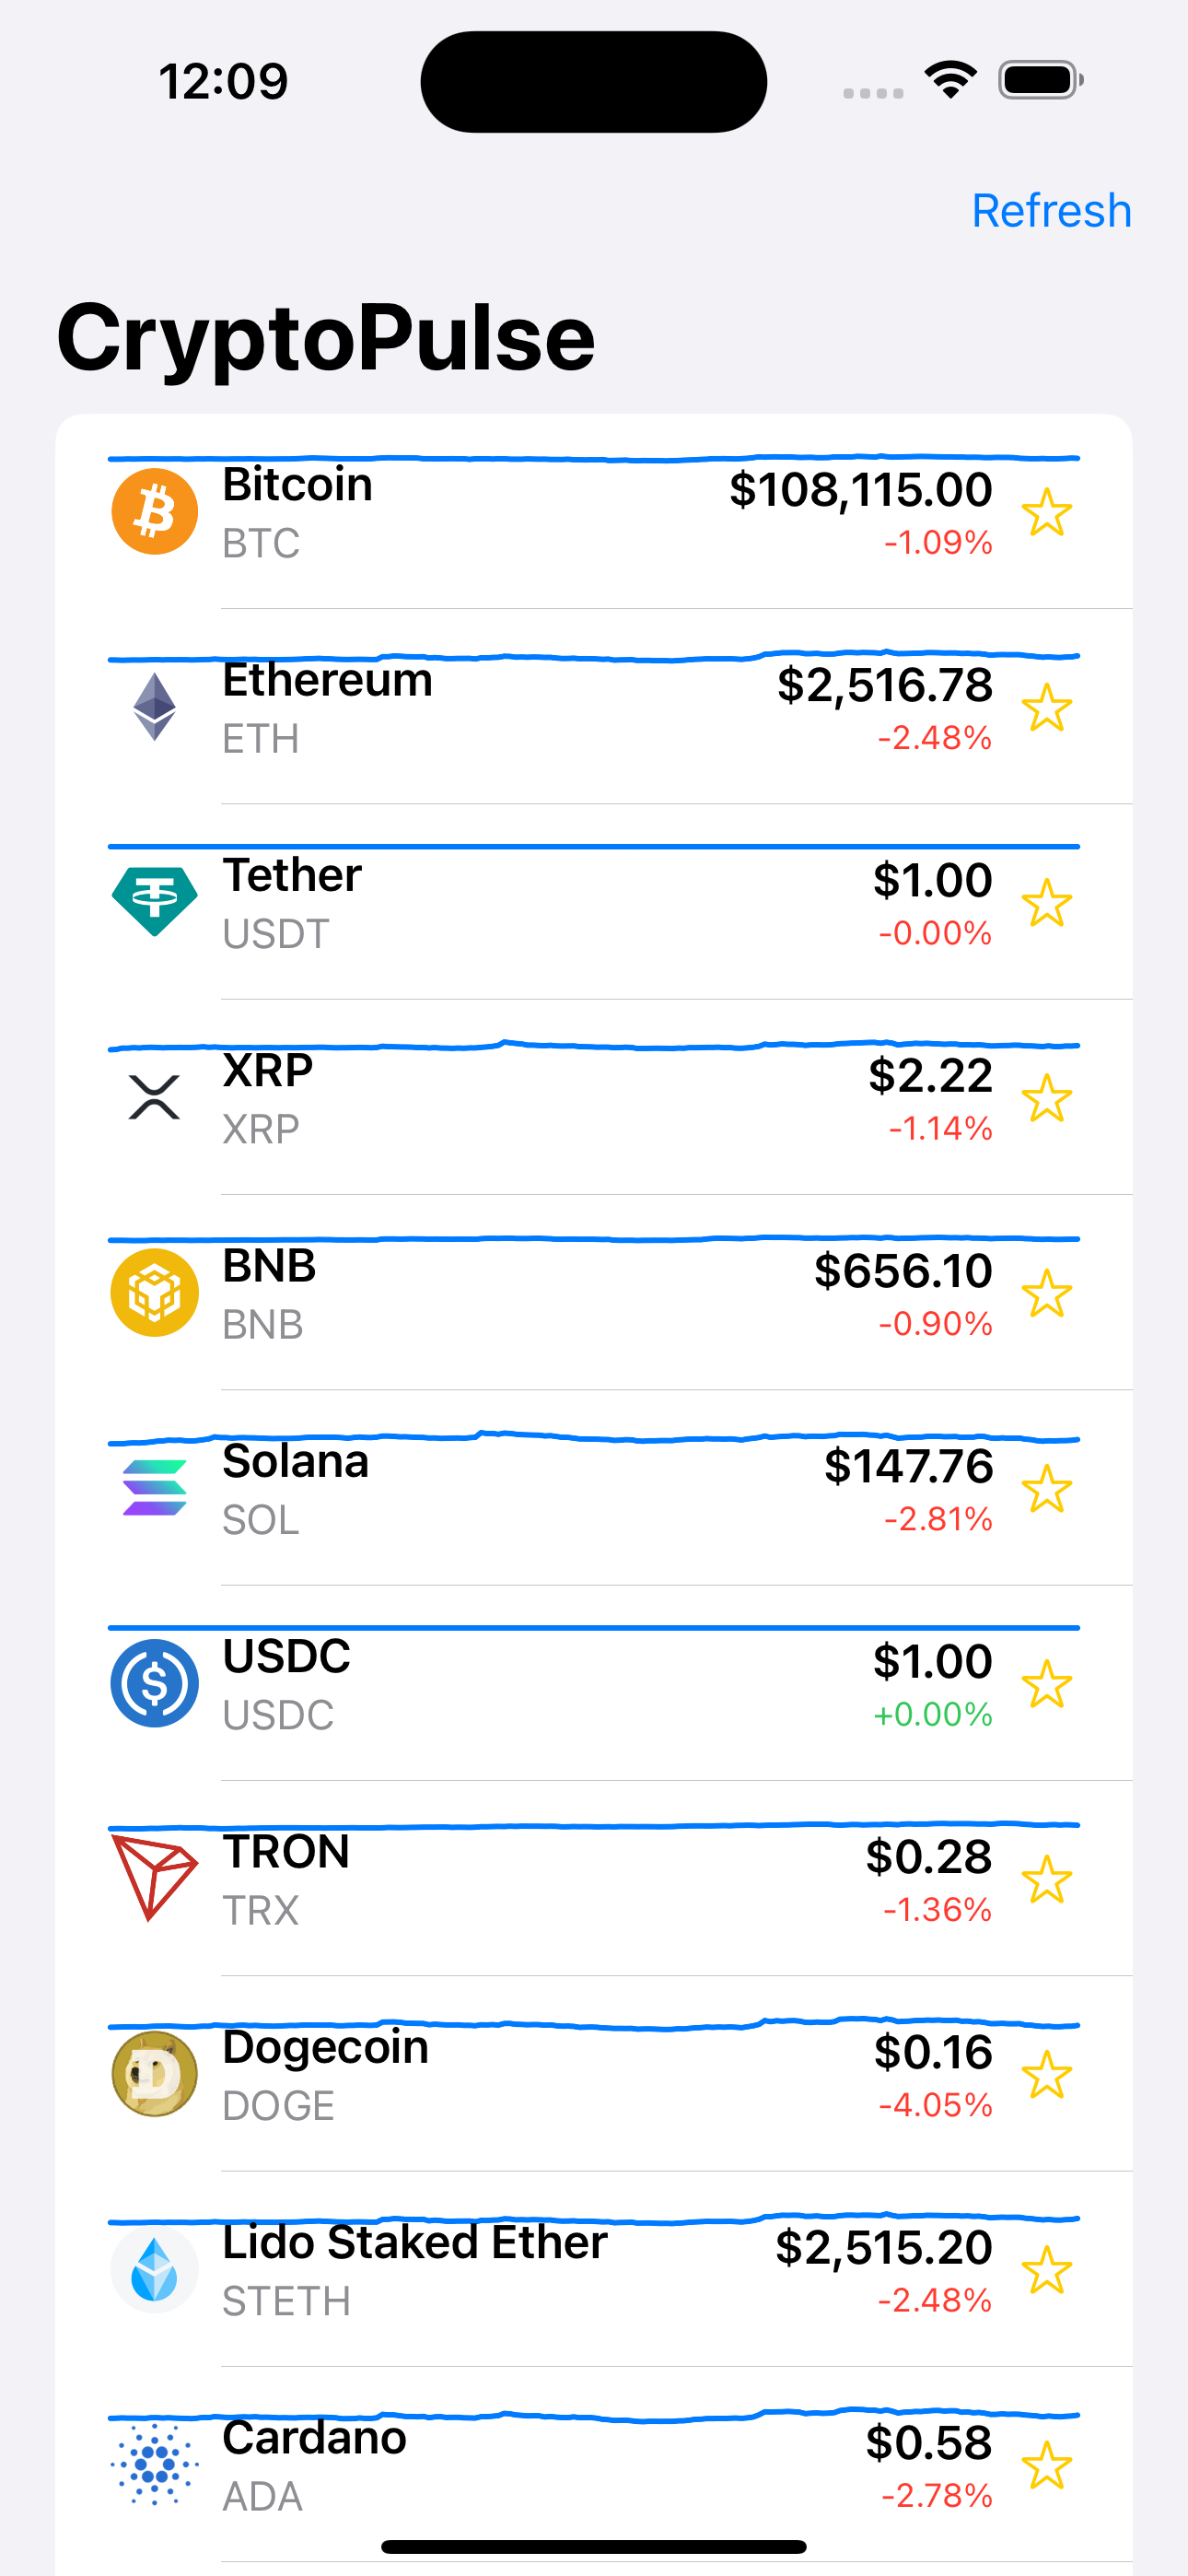 12:09
Refresh
CryptoPulse
Bitcoin $108,115.00
BTC -1.09%
Ethereum $2,516.78
ETH -2.48%
Tether $1.00
USDT -0.00%
XRP $2.22
XRP -1.14%
BNB $656.10
BNB -0.90%
Solana $147.76
SOL -2.81%
USDC $1.00
USDC +0.00%
TRON $0.28
TRX -1.36%
Dogecoin $0.16
DOGE -4.05%
Lido Staked Ether $2,515.20
STETH -2.48%
Cardano $0.58
ADA -2.78%